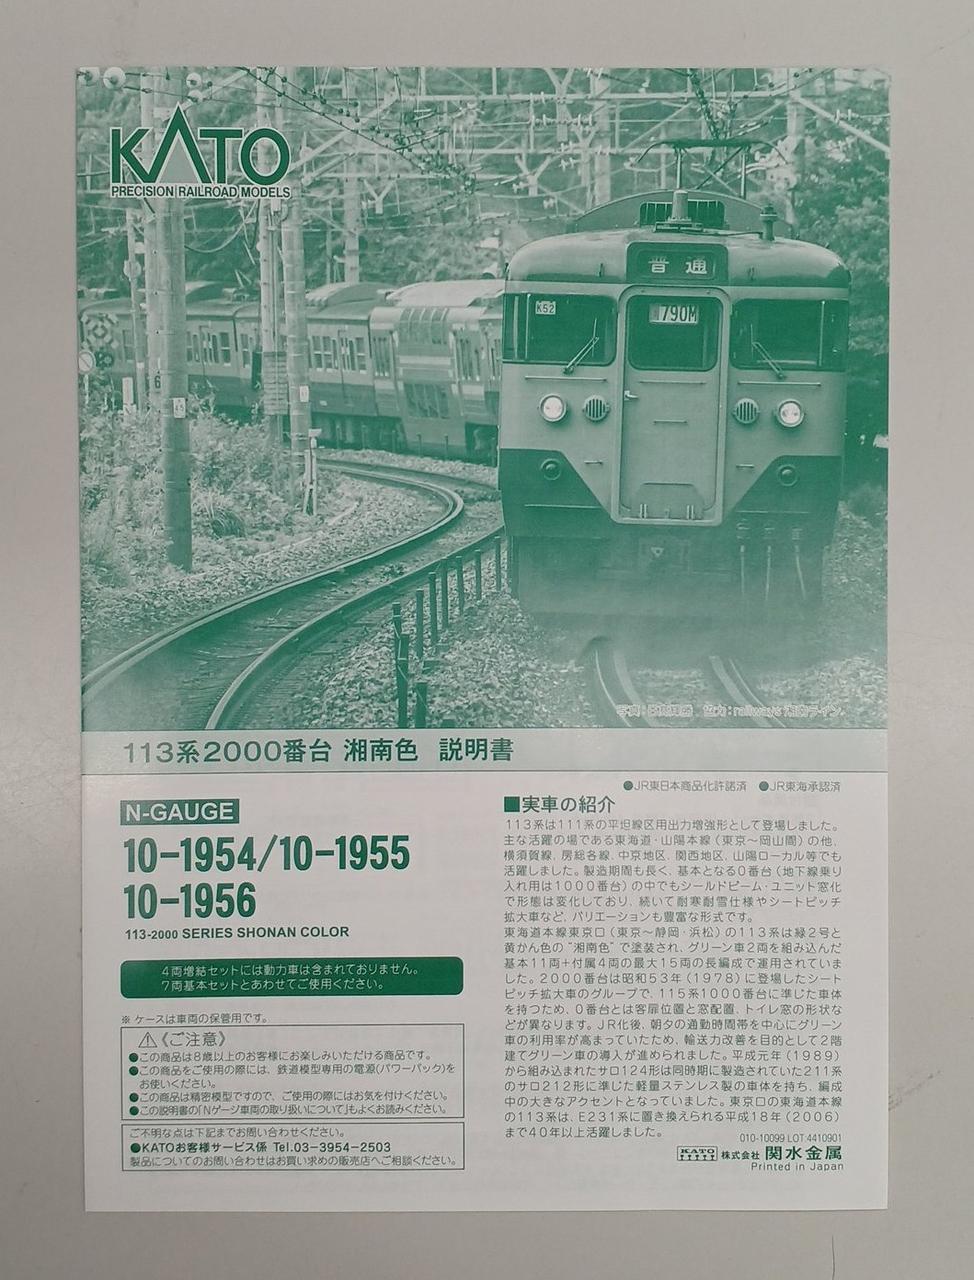 KATO
PRECISION RAILROAD MODELS
普通
K52
790M
協力：railways 湘南ライン
113系2000番台 湘南色 説明書
●JR東日本商品化許諾済 ●JR東海承認済
N-GAUGE
10-1954/10-1955
10-1956
113-2000 SERIES SHONAN COLOR
4両増結セットには動力車は含まれておりません。
7両基本セットとあわせてご使用ください。
※ ケースは車両の保管用です。
⚠《ご注意》
●この商品は8歳以上のお客様にお楽しみいただける商品です。
●この商品をご使用の際には、鉄道模型専用の電源(パワーパック)を
お使いください。
●この商品は精密模型ですので、ご使用の際にはお気を付けください。
●この説明書の「Nゲージ車両の取り扱いについて」もよくお読みください。
ご不明な点は下記までお問い合わせください。
●KATOお客様サービス係 Tel.03-3954-2503
製品についてのお問い合わせはお買い求めの販売店へご相談ください。
■実車の紹介
113系は111系の平坦線区用出力増強形として登場しました。
主な活躍の場である東海道・山陽本線（東京〜岡山間）の他、
横須賀線、房総各線、中京地区、関西地区、山陽ローカル等でも
活躍しました。製造期間も長く、基本となる0番台（地下線乗り
入れ用は1000番台）の中でもシールドビーム・ユニット窓化
で形態は変化しており、続いて耐寒耐雪仕様やシートピッチ
拡大車など、バリエーションも豊富な形式です。
東海道本線東京口（東京〜静岡・浜松）の113系は緑2号と
黄かん色の“湘南色”で塗装され、グリーン車2両を組み込んだ
基本11両+付属4両の最大15両の長編成で運用されていま
した。2000番台は昭和53年（1978）に登場したシート
ピッチ拡大車のグループで、115系1000番台に準じた車体
を持つため、0番台とは客扉位置と窓配置、トイレ窓の形状な
どが異なります。JR化後、朝夕の通勤時間帯を中心にグリーン
車の利用率が高まっていたため、輸送力改善を目的として2階
建てグリーン車の導入が進められました。平成元年（1989）
から組み込まれたサロ124形は同時期に製造されていた211系
のサロ212形に準じた軽量ステンレス製の車体を持ち、編成
中の大きなアクセントとなっていました。東京口の東海道本線
の113系は、E231系に置き換えられる平成18年（2006）
まで40年以上活躍しました。
010-10099 LOT:4410901
KATO 株式会社 関水金属
Printed in Japan